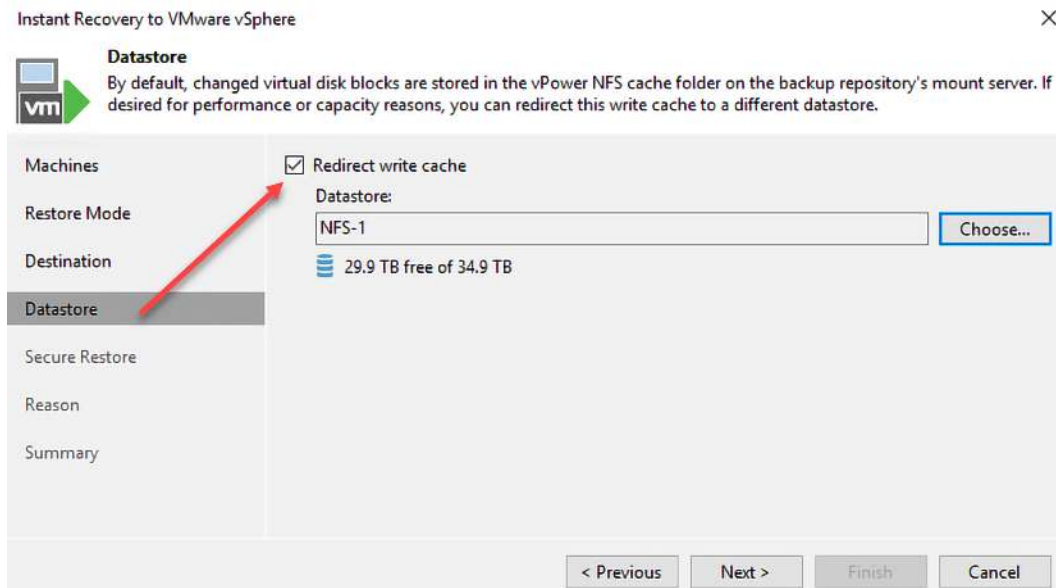 Instant Recovery to VMware vSphere
Datastore
By default, changed virtual disk blocks are stored in the vPower NFS cache folder on the backup repository's mount server. If
desired for performance or capacity reasons, you can redirect this write cache to a different datastore.
vm
Machines
Restore Mode
Destination
Datastore
Secure Restore
Reason
Summary
Redirect write cache
Datastore:
NFS-1
Choose...
29.9 TB free of 34.9 TB
< Previous
Next >
Finish
Cancel